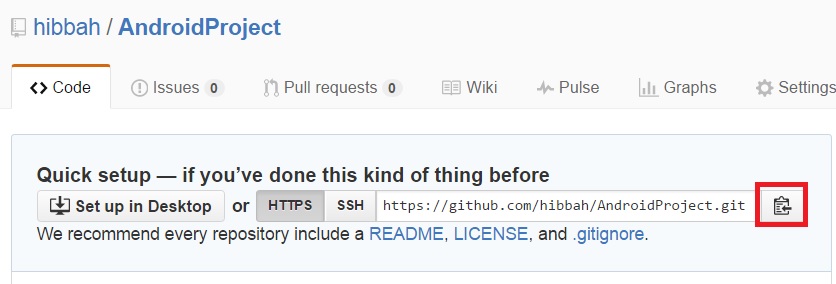 hibbah / AndroidProject
Code Issues 0 Pull requests 0 Wiki Pulse Graphs Settings
Quick setup — if you’ve done this kind of thing before
Set up in Desktop or HTTPS SSH https://github.com/hibbah/AndroidProject.git
We recommend every repository include a README, LICENSE, and .gitignore.